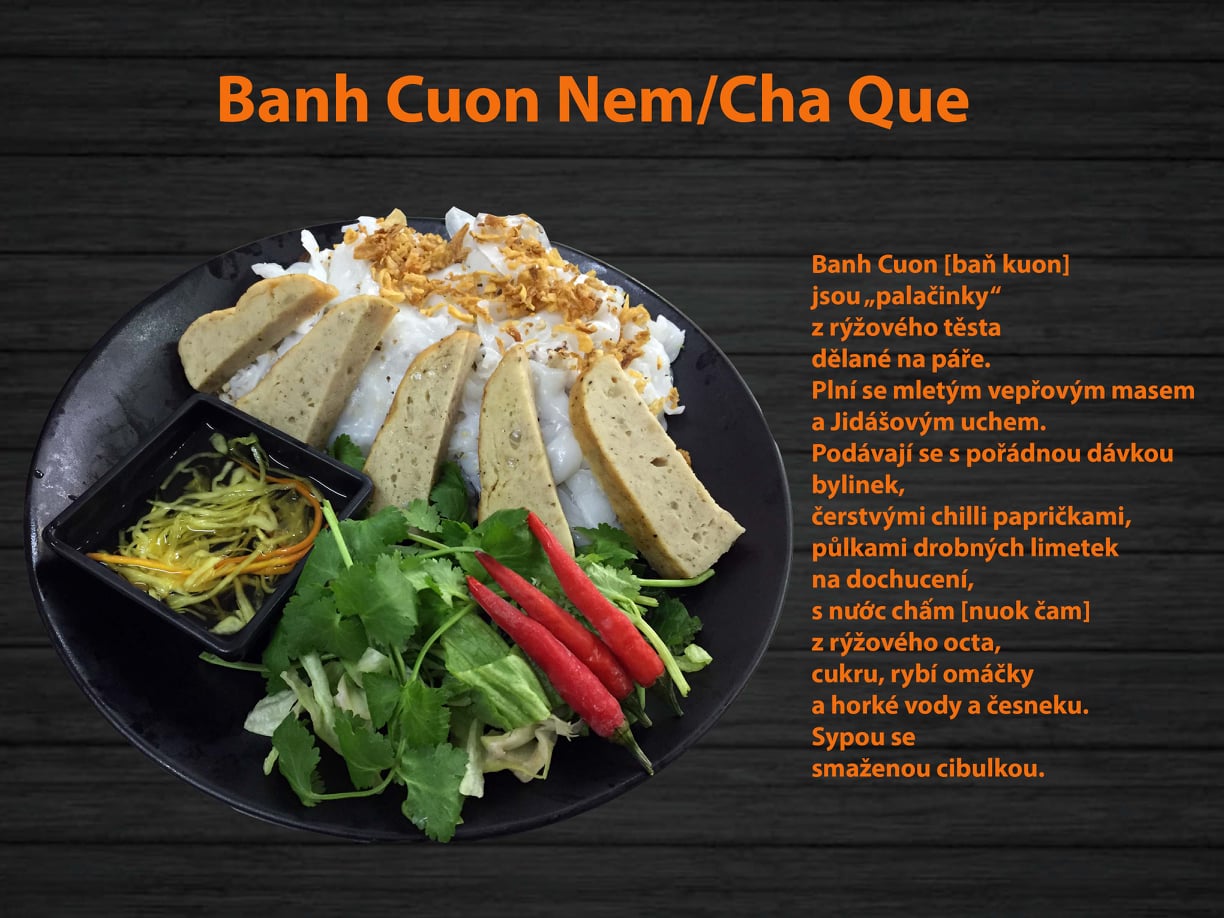 Banh Cuon Nem/Cha Que
Banh Cuon [baň kuon]
jsou „palačinky“
z rýžového těsta
dělané na páře.
Plní se mletým vepřovým masem
a Jidášovým uchem.
Podávají se s pořádnou dávkou
bylinek,
čerstvými chilli papričkami,
půlkami drobných limetek
na dochucení,
s nước chấm [nuok čam]
z rýžového octa,
cukru, rybí omáčky
a horké vody a česneku.
Sypou se
smaženou cibulkou.